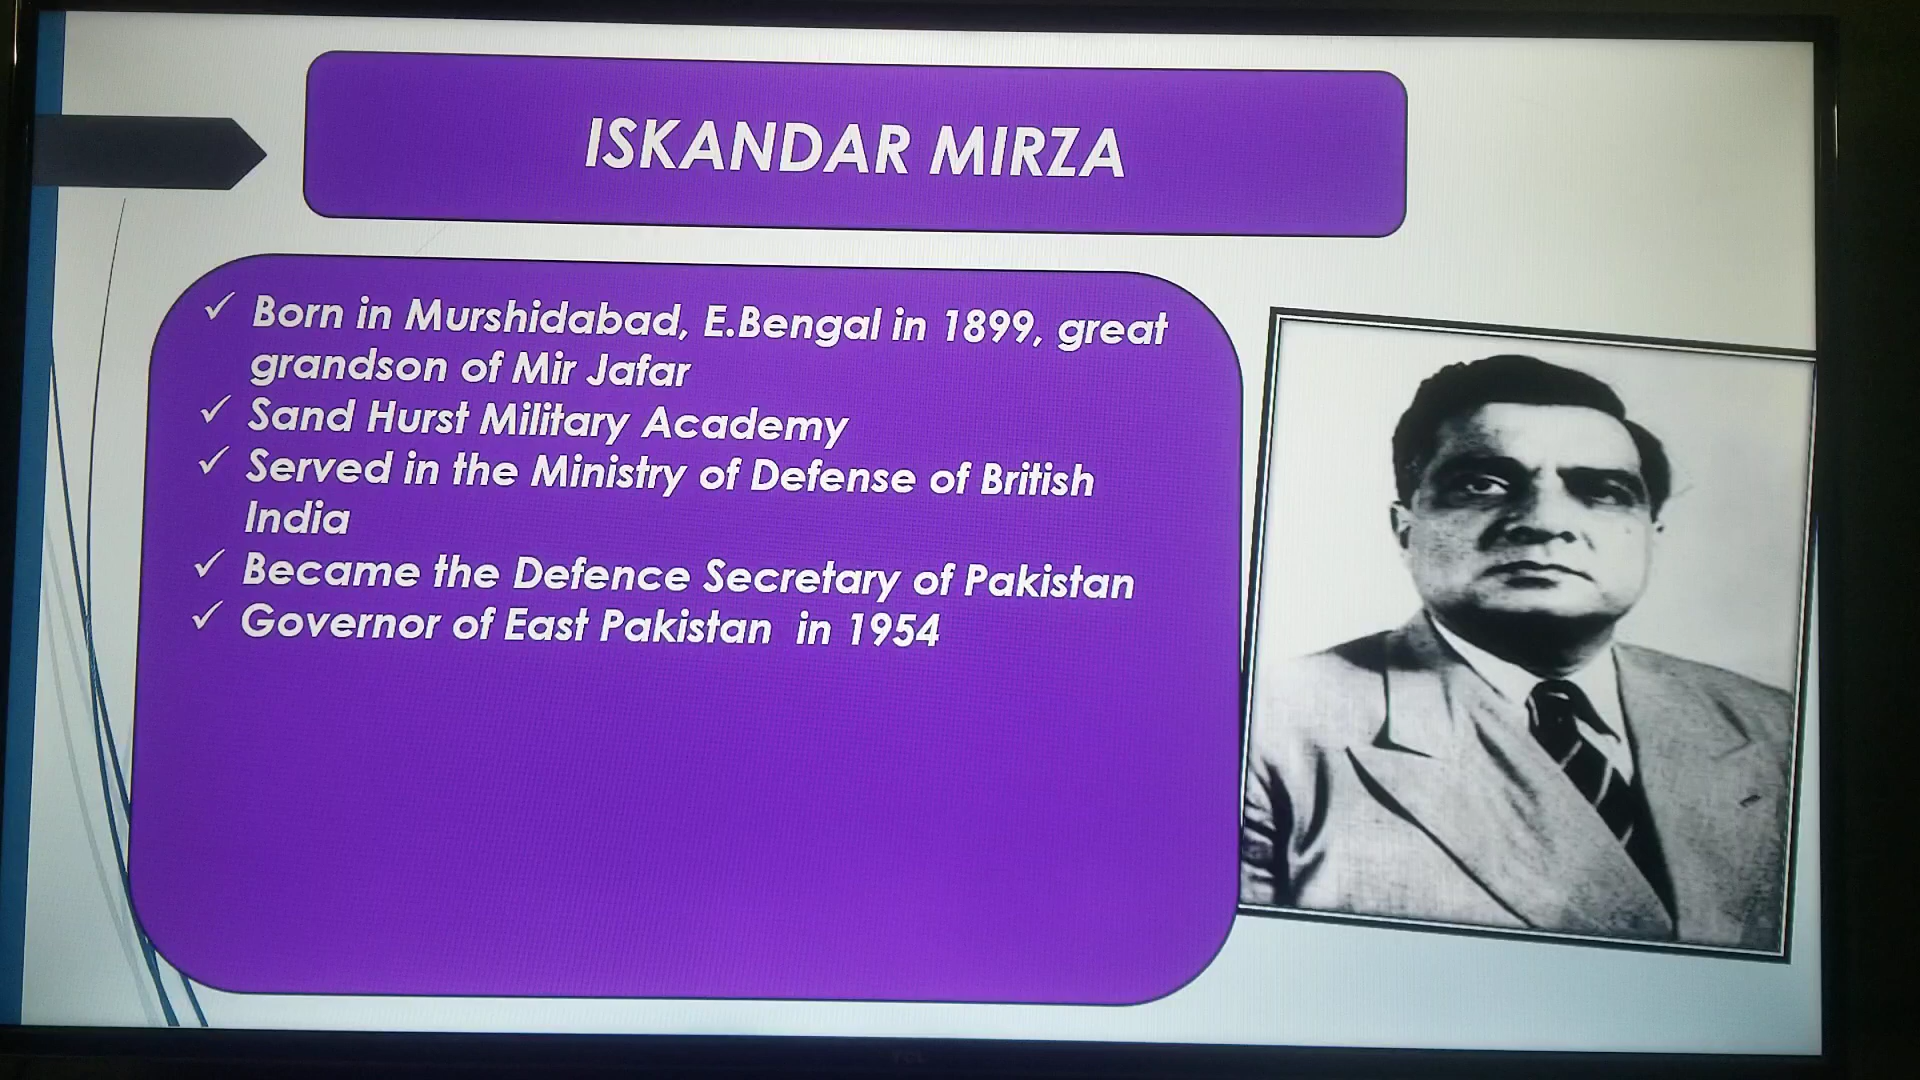 ISKANDAR MIRZA
✓ Born in Murshidabad, E.Bengal in 1899, great
grandson of Mir Jafar
✓ Sand Hurst Military Academy
✓ Served in the Ministry of Defense of British
India
✓ Became the Defence Secretary of Pakistan
✓ Governor of East Pakistan in 1954
TCL